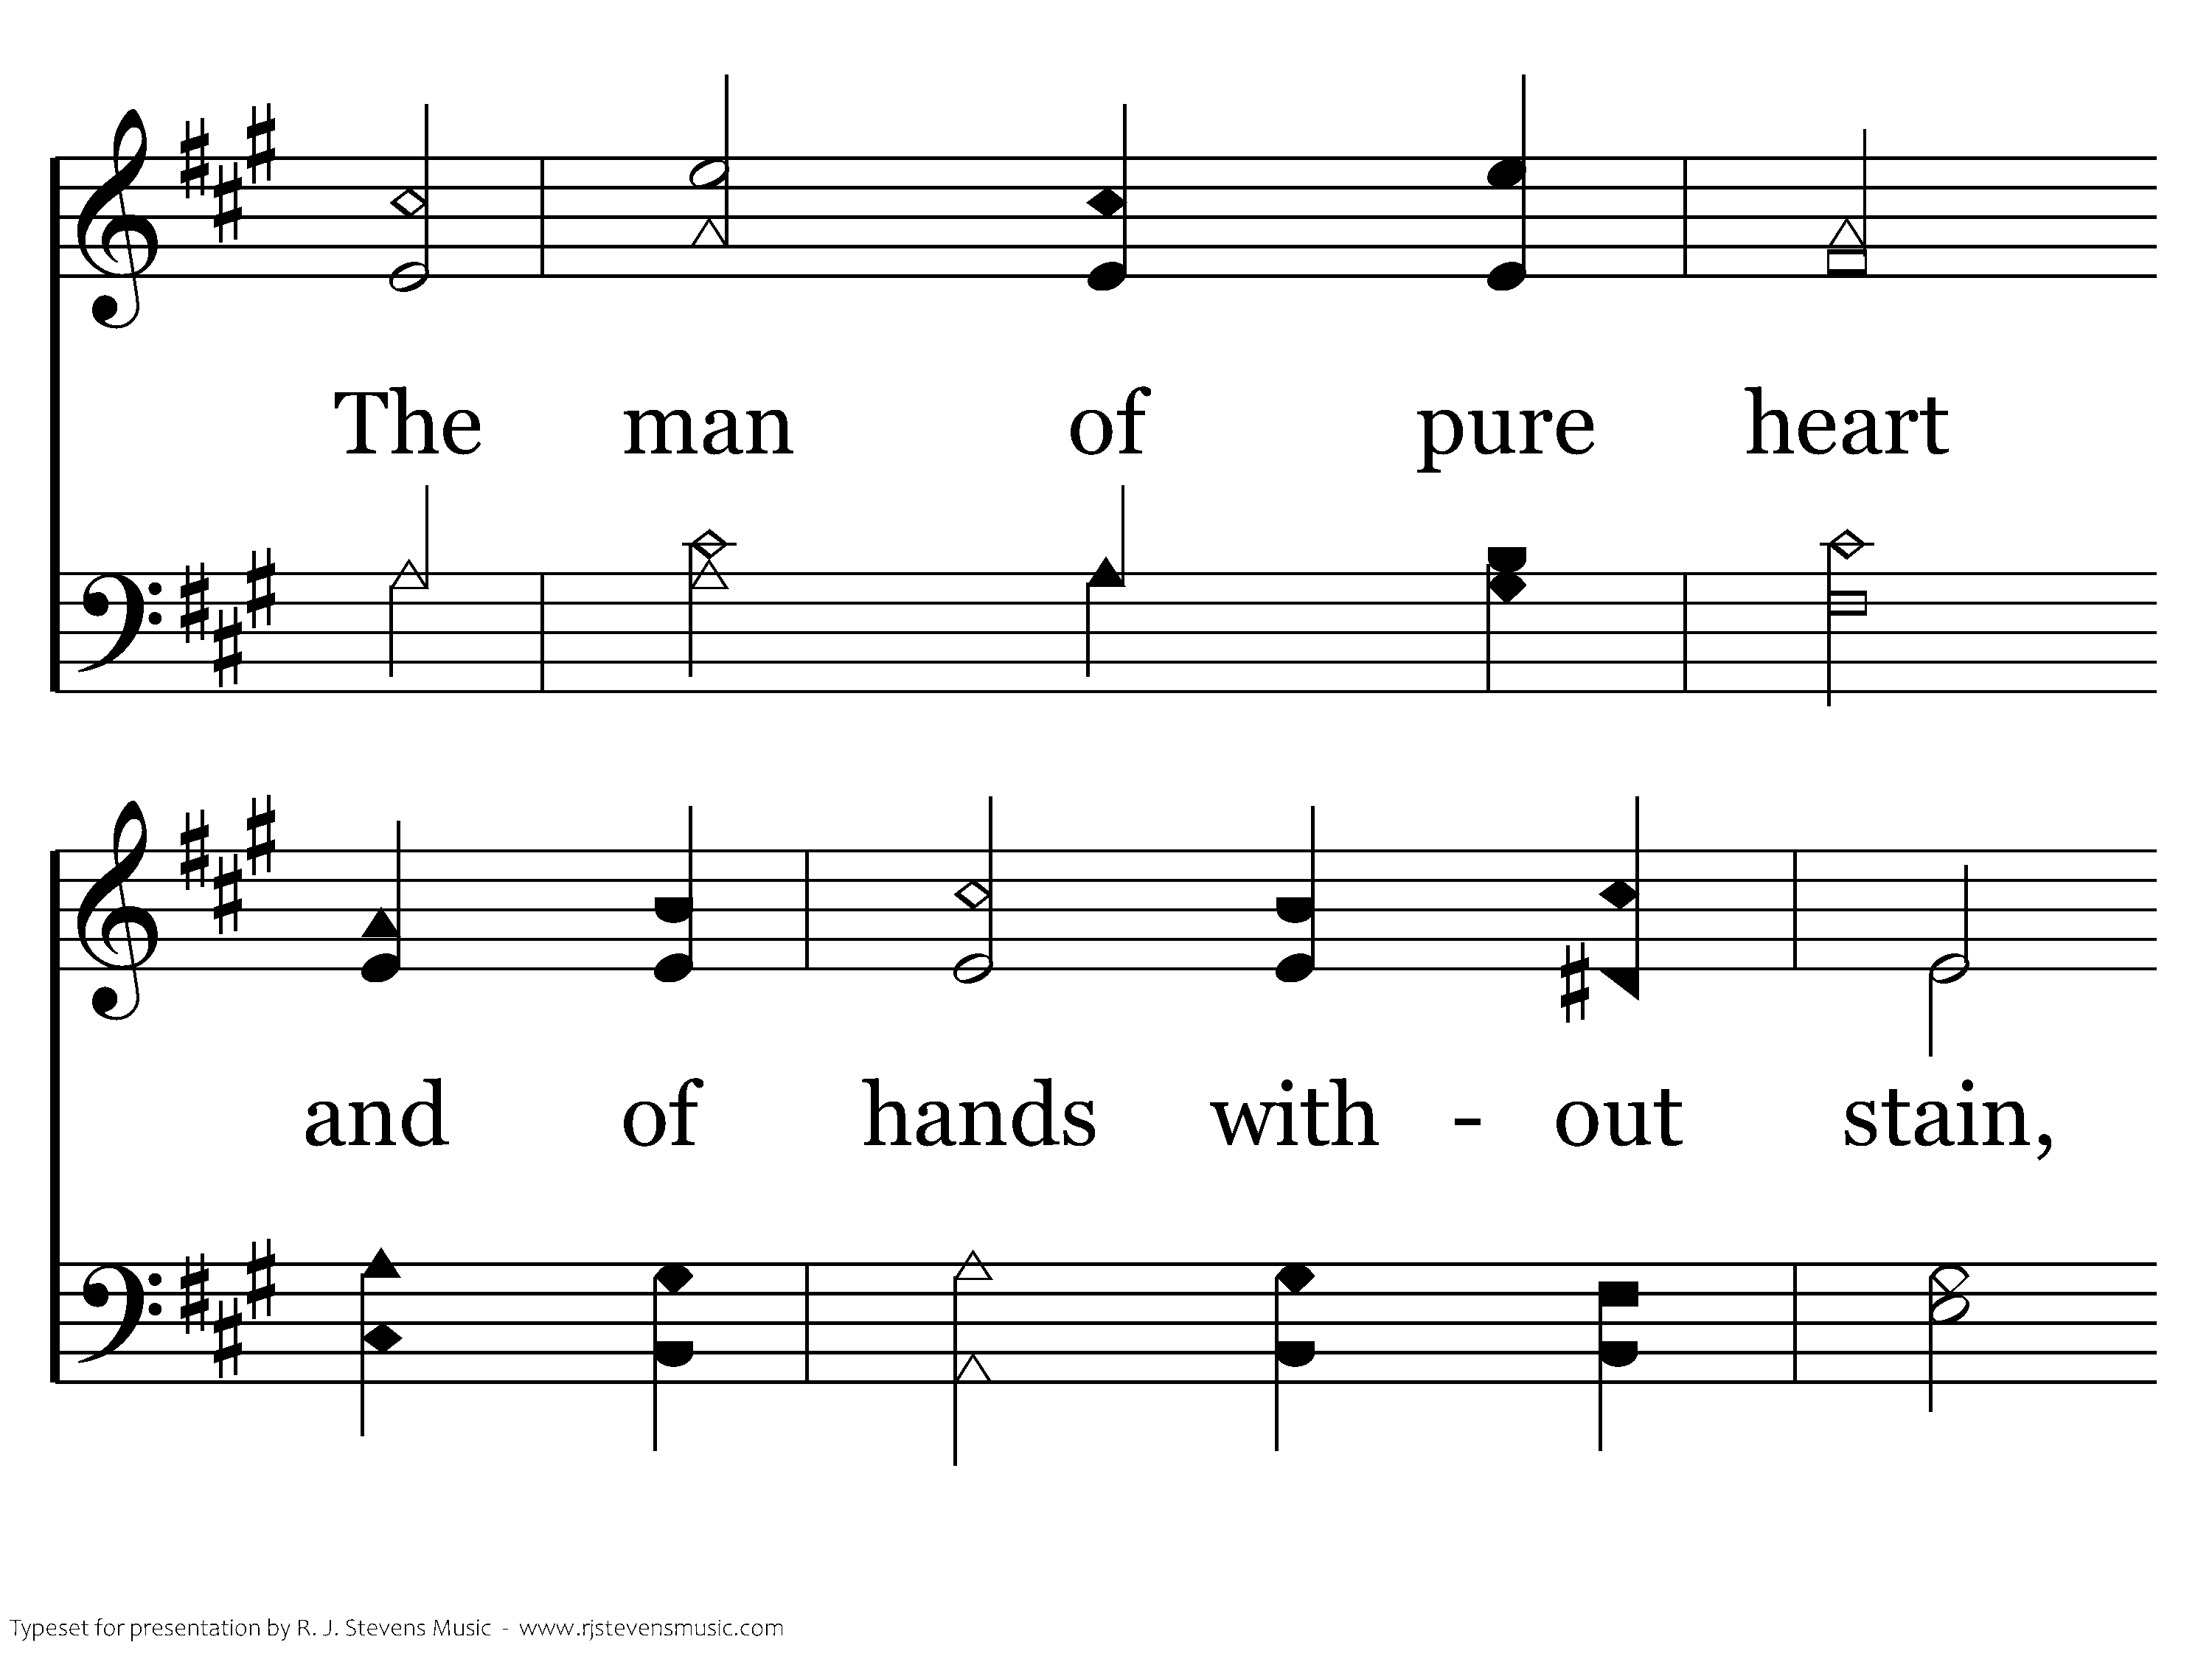 The man of pure heart
and of hands with - out stain,
Typeset for presentation by R. J. Stevens Music - www.rjstevensmusic.com